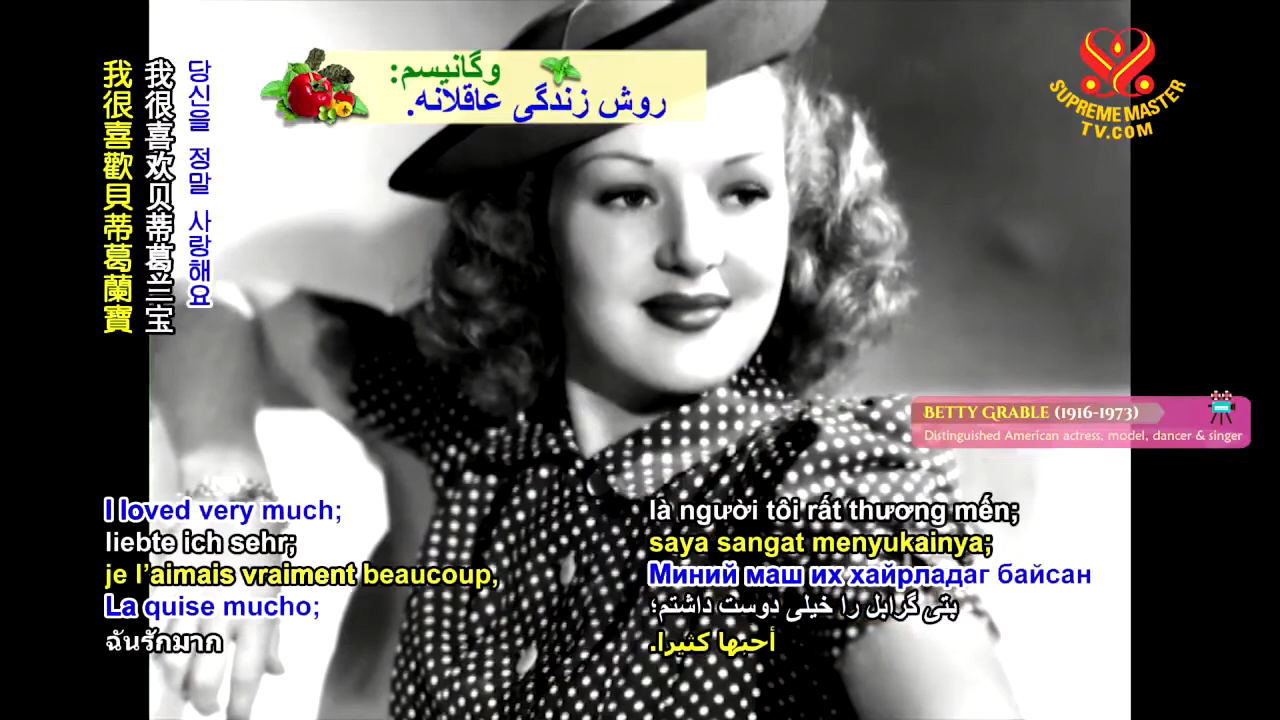 وگانیسم:
روش زندگی عاقلانه.
SUPREME MASTER
TV.COM
我很喜歡貝蒂葛蘭寶
我很喜欢贝蒂葛兰宝
당신을 정말 사랑해요
BETTY GRABLE (1916-1973)
Distinguished American actress, model, dancer & singer
I loved very much;
liebte ich sehr;
je l’aimais vraiment beaucoup,
La quise mucho;
ฉันรักมาก
là người tôi rất thương mến;
saya sangat menyukainya;
Миний маш их хайрладаг байсан
بتی گرابل را خیلی دوست داشتم؛
أحبها كثيرا.